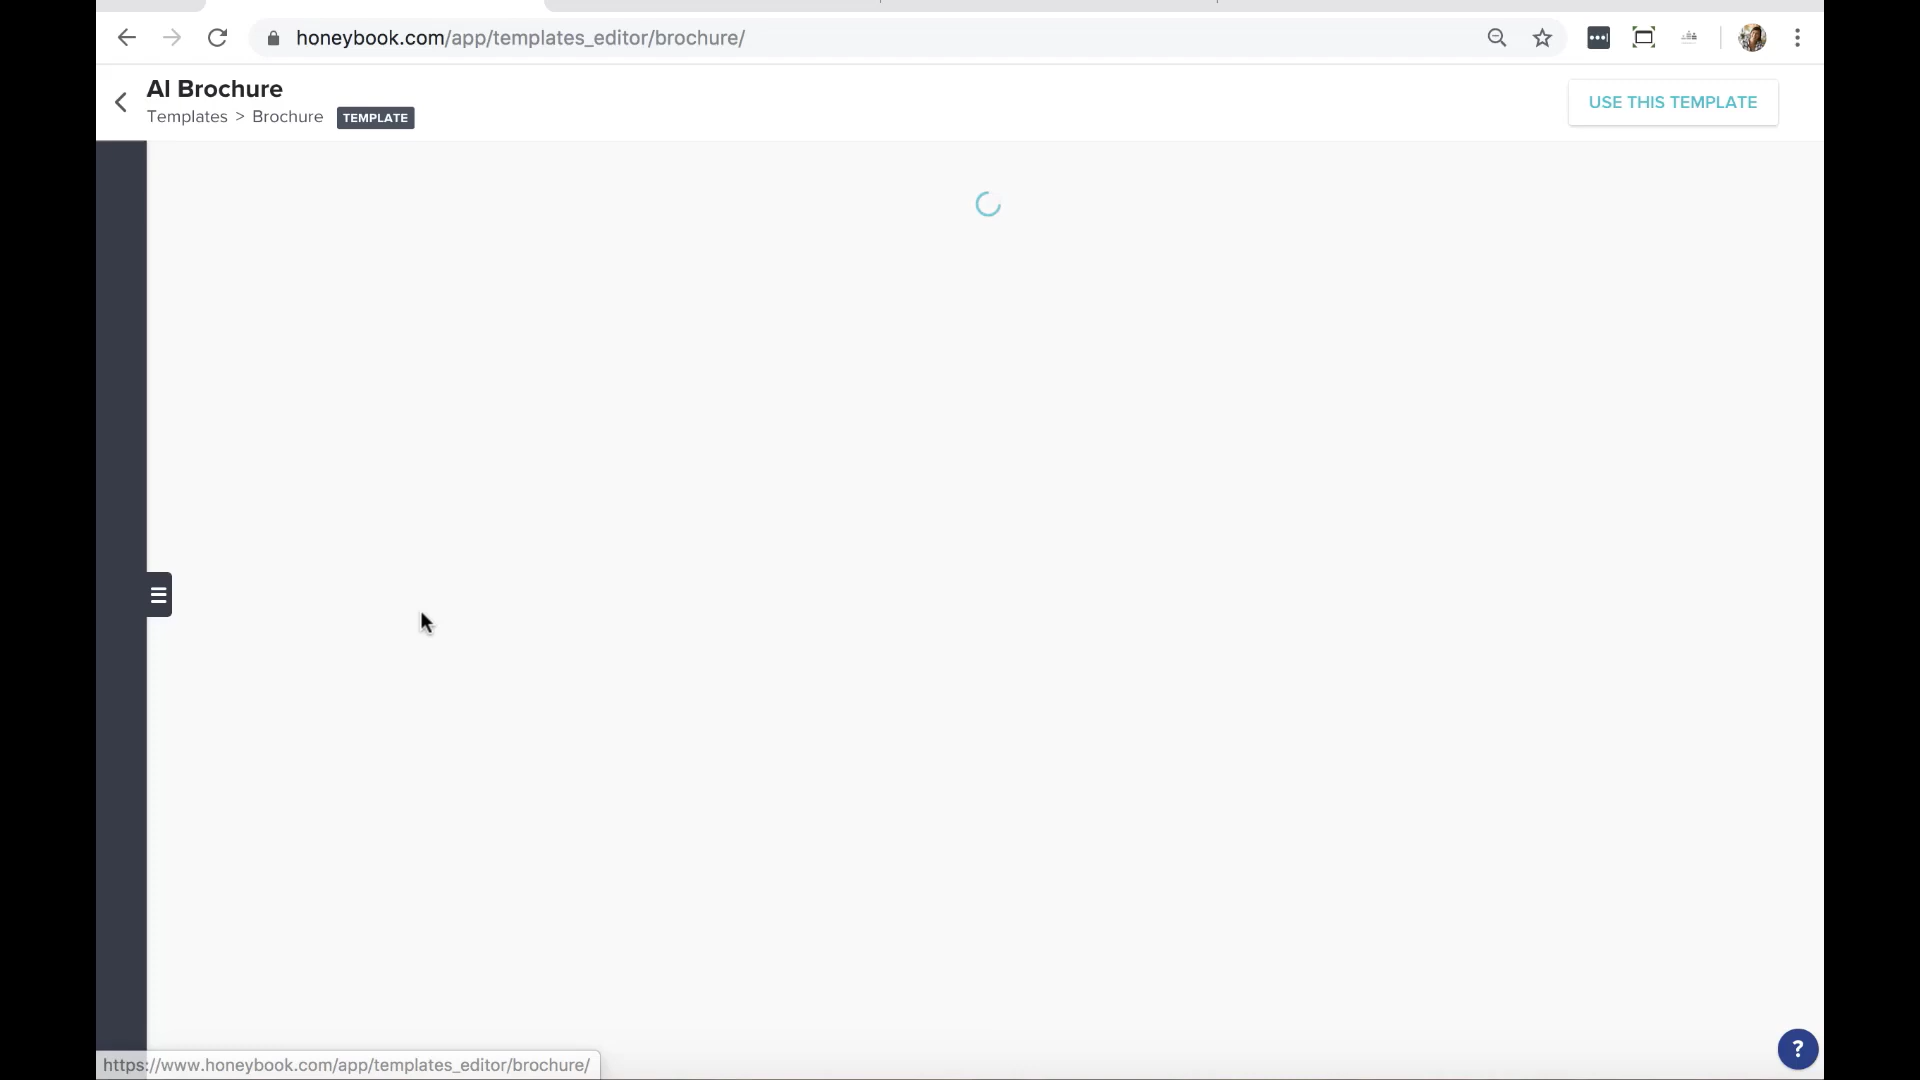 honeybook.com/app/templates_editor/brochure/
AI Brochure
Templates > Brochure TEMPLATE
USE THIS TEMPLATE
?
https://www.honeybook.com/app/templates_editor/brochure/